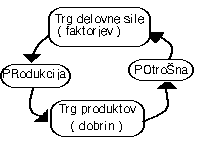 Trg delovne sile
( faktorjev )
PRodukcija
POtroŠna
Trg produktov
( dobrin )